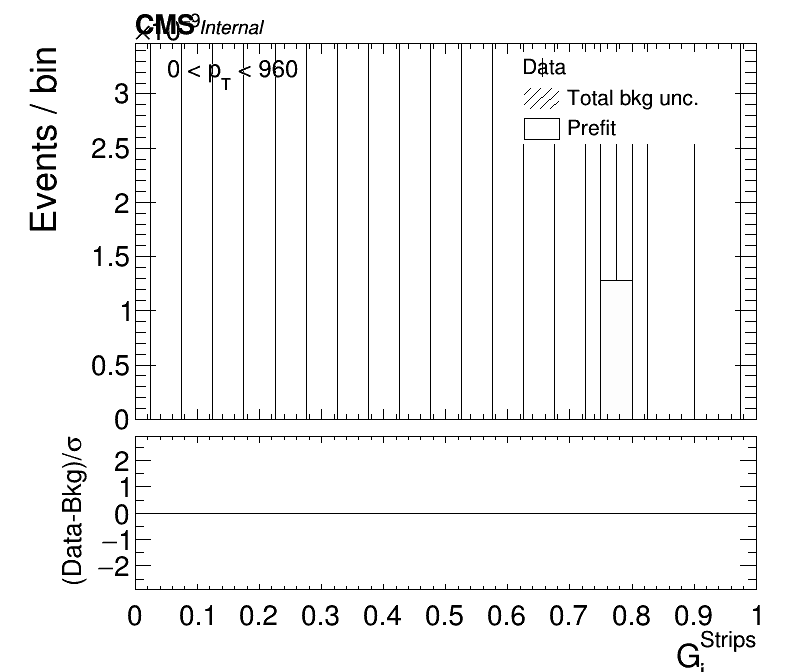 CMS Internal
×10⁻⁹
0 < p_T < 960
Data
Total bkg unc.
Prefit
Events / bin
3
2.5
2
1.5
1
0.5
0
(Data-Bkg)/σ
2
1
0
−1
−2
0 0.1 0.2 0.3 0.4 0.5 0.6 0.7 0.8 0.9 1
G_i^Strips